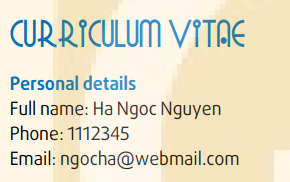 CURRICULUM VITAE
Personal details
Full name: Ha Ngoc Nguyen
Phone: 1112345
Email: ngocha@webmail.com